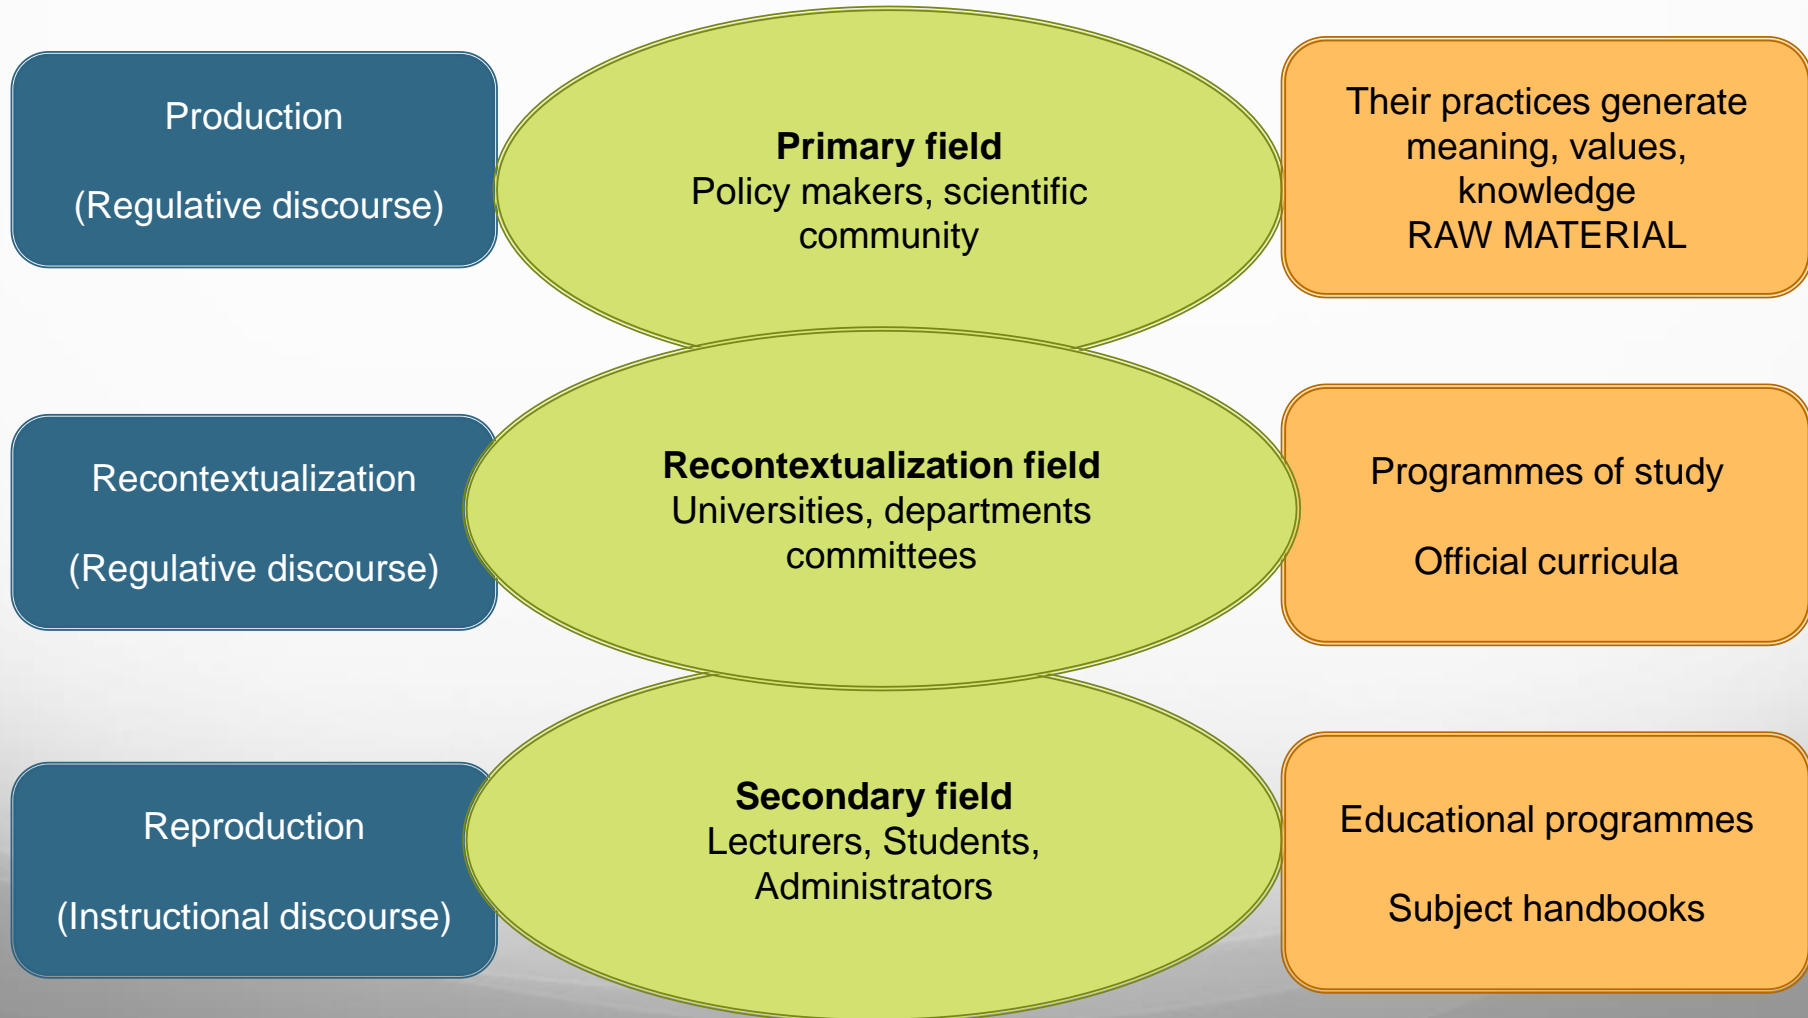 Production
(Regulative discourse)
Primary field
Policy makers, scientific
community
Their practices generate
meaning, values,
knowledge
RAW MATERIAL
Recontextualization
(Regulative discourse)
Recontextualization field
Universities, departments
committees
Programmes of study
Official curricula
Reproduction
(Instructional discourse)
Secondary field
Lecturers, Students,
Administrators
Educational programmes
Subject handbooks